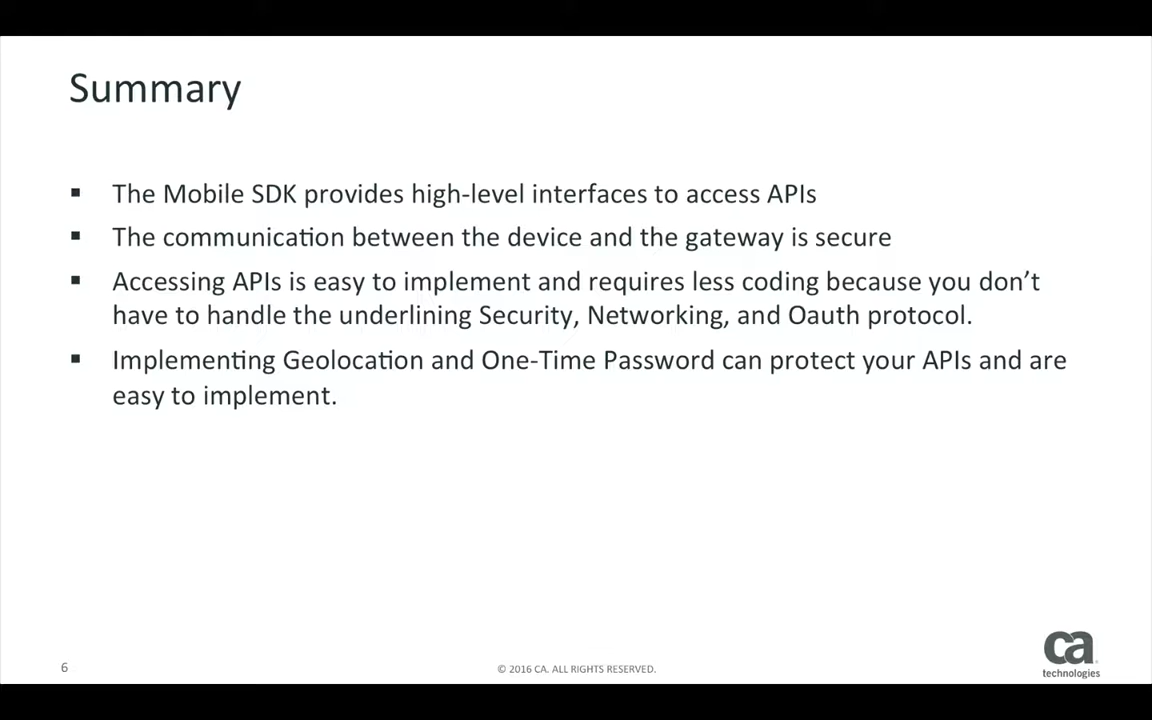 Summary
▪ The Mobile SDK provides high-level interfaces to access APIs
▪ The communication between the device and the gateway is secure
▪ Accessing APIs is easy to implement and requires less coding because you don’t
have to handle the underlining Security, Networking, and Oauth protocol.
▪ Implementing Geolocation and One-Time Password can protect your APIs and are
easy to implement.
6
© 2016 CA. ALL RIGHTS RESERVED.
ca
technologies